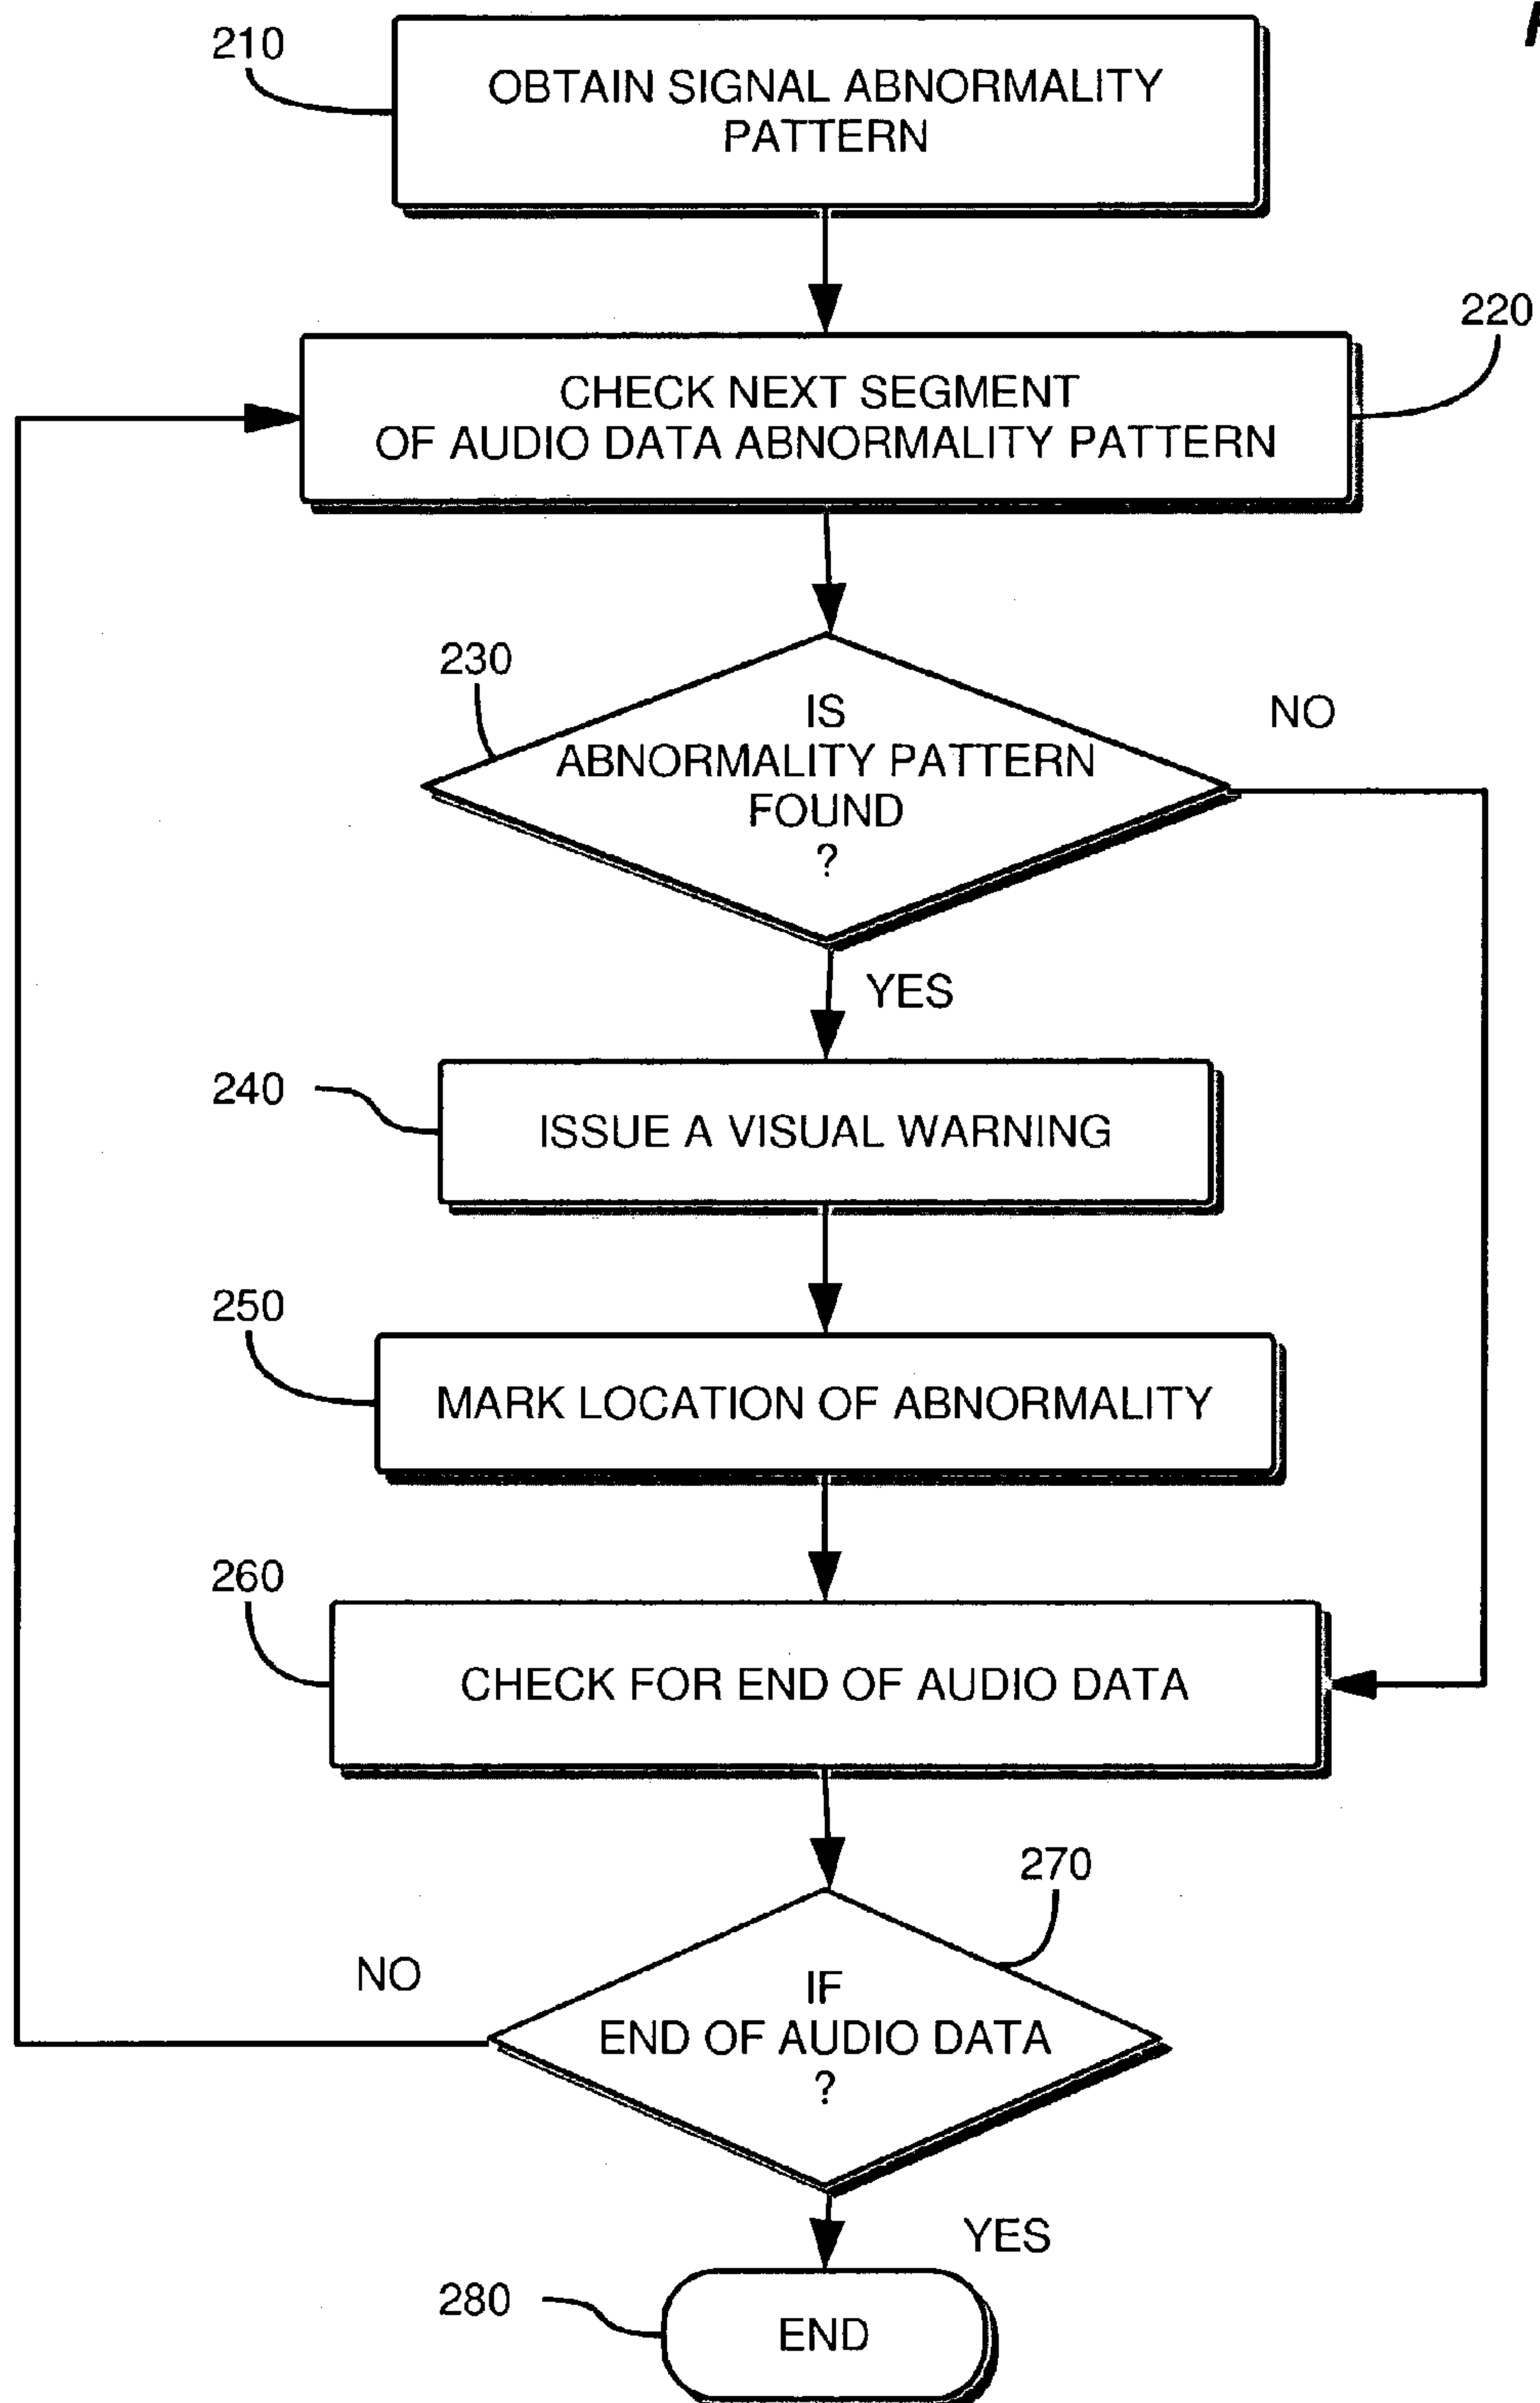 210
OBTAIN SIGNAL ABNORMALITY
PATTERN
220
CHECK NEXT SEGMENT
OF AUDIO DATA ABNORMALITY PATTERN
230
IS
ABNORMALITY PATTERN
FOUND
?
NO
YES
240
ISSUE A VISUAL WARNING
250
MARK LOCATION OF ABNORMALITY
260
CHECK FOR END OF AUDIO DATA
270
NO
IF
END OF AUDIO DATA
?
YES
280
END